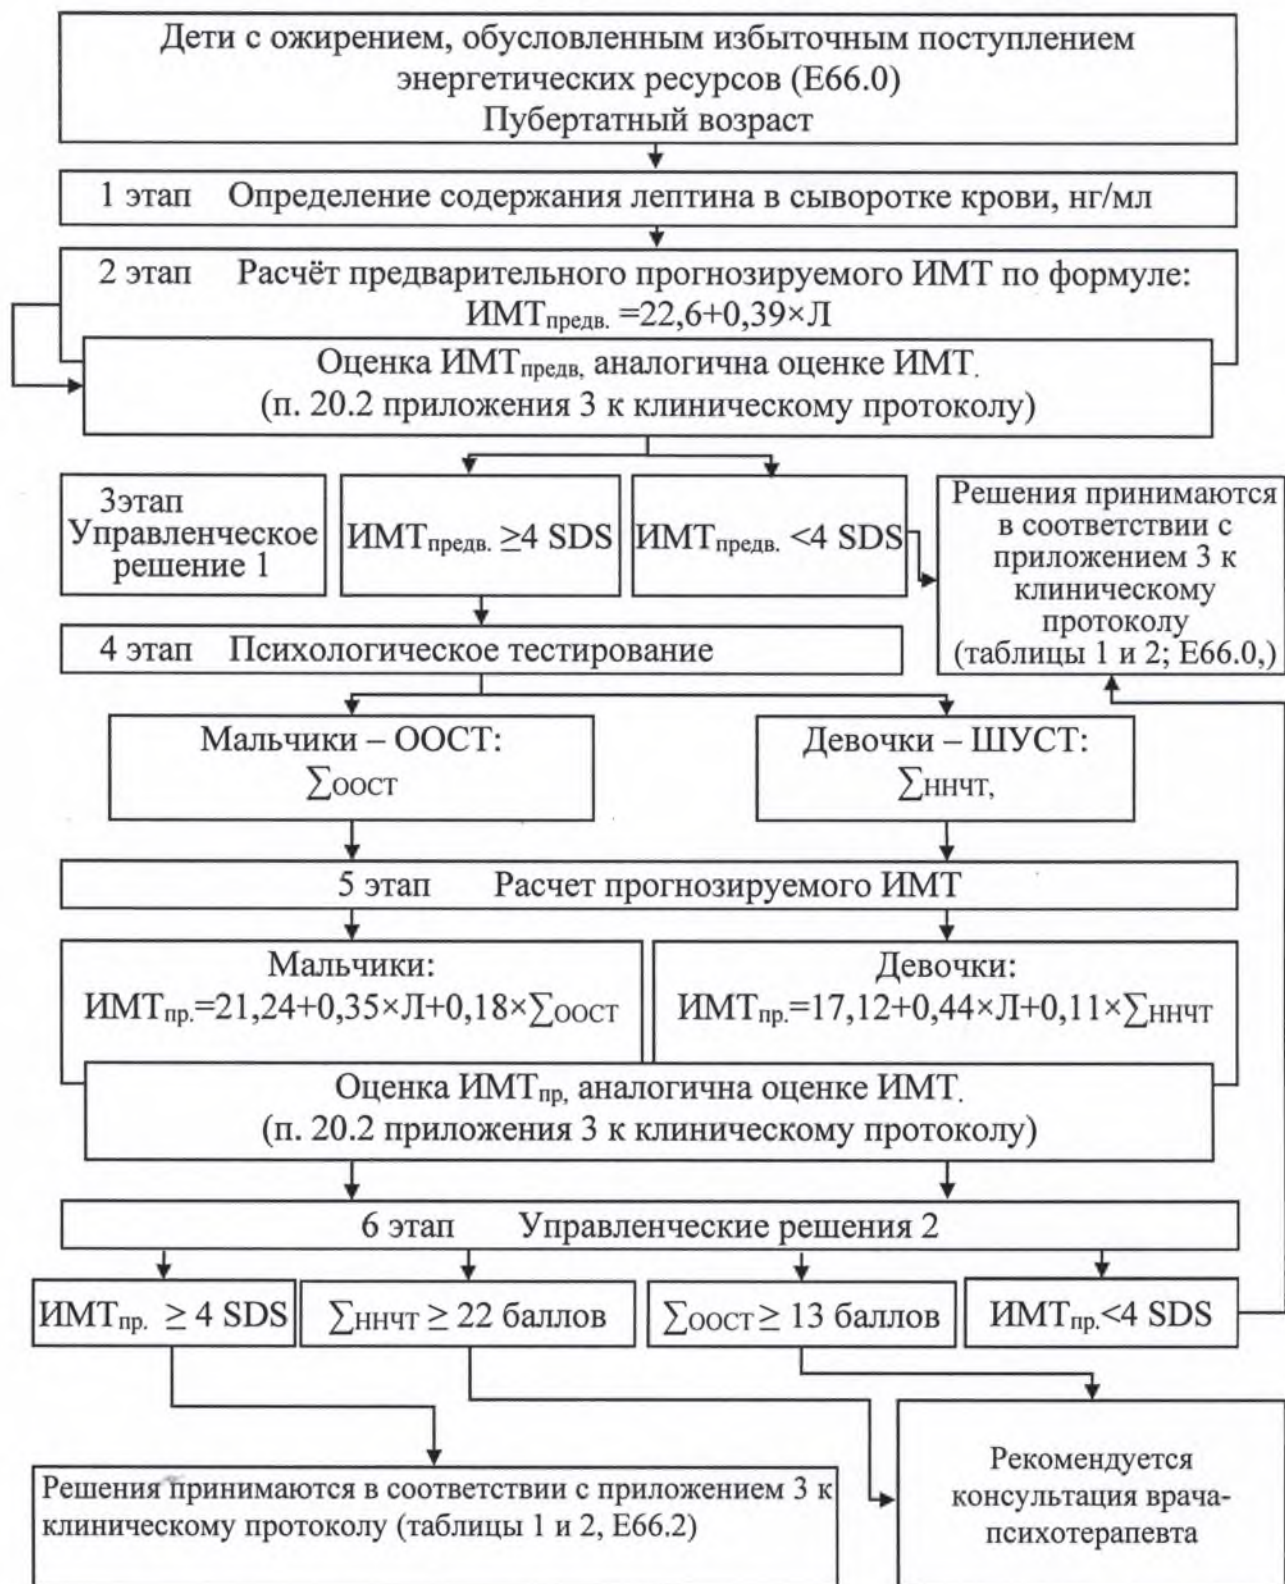 Дети с ожирением, обусловленным избыточным поступлением
энергетических ресурсов (Е66.0)
Пубертатный возраст
1 этап Определение содержания лептина в сыворотке крови, нг/мл
2 этап Расчёт предварительного прогнозируемого ИМТ по формуле:
ИМТпредв. =22,6+0,39×Л
Оценка ИМТпредв, аналогична оценке ИМТ.
(п. 20.2 приложения 3 к клиническому протоколу)
3этап
Управленческое
решение 1
ИМТпредв. ≥4 SDS
ИМТпредв. <4 SDS
Решения принимаются
в соответствии с
приложением 3 к
клиническому
протоколу
(таблицы 1 и 2; Е66.0,)
4 этап Психологическое тестирование
Мальчики – ООСТ:
∑ООСТ
Девочки – ШУСТ:
∑ННЧТ,
5 этап Расчет прогнозируемого ИМТ
Мальчики:
ИМТпр.=21,24+0,35×Л+0,18×∑ООСТ
Девочки:
ИМТпр.=17,12+0,44×Л+0,11×∑ННЧТ
Оценка ИМТпр, аналогична оценке ИМТ.
(п. 20.2 приложения 3 к клиническому протоколу)
6 этап Управленческие решения 2
ИМТпр. ≥ 4 SDS
∑ННЧТ ≥ 22 баллов
∑ООСТ ≥ 13 баллов
ИМТпр.<4 SDS
Решения принимаются в соответствии с приложением 3 к
клиническому протоколу (таблицы 1 и 2, Е66.2)
Рекомендуется
консультация врача-
психотерапевта